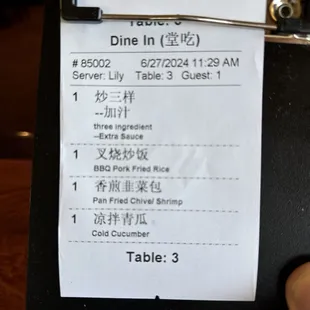 Table: 3
Dine In (堂吃)
# 85002 6/27/2024 11:29 AM
Server: Lily Table: 3 Guest: 1
1 炒三样
--加汁
three ingredient
--Extra Sauce
1 叉烧炒饭
BBQ Pork Fried Rice
1 香煎韭菜包
Pan Fried Chive/ Shrimp
1 凉拌青瓜
Cold Cucumber
Table: 3